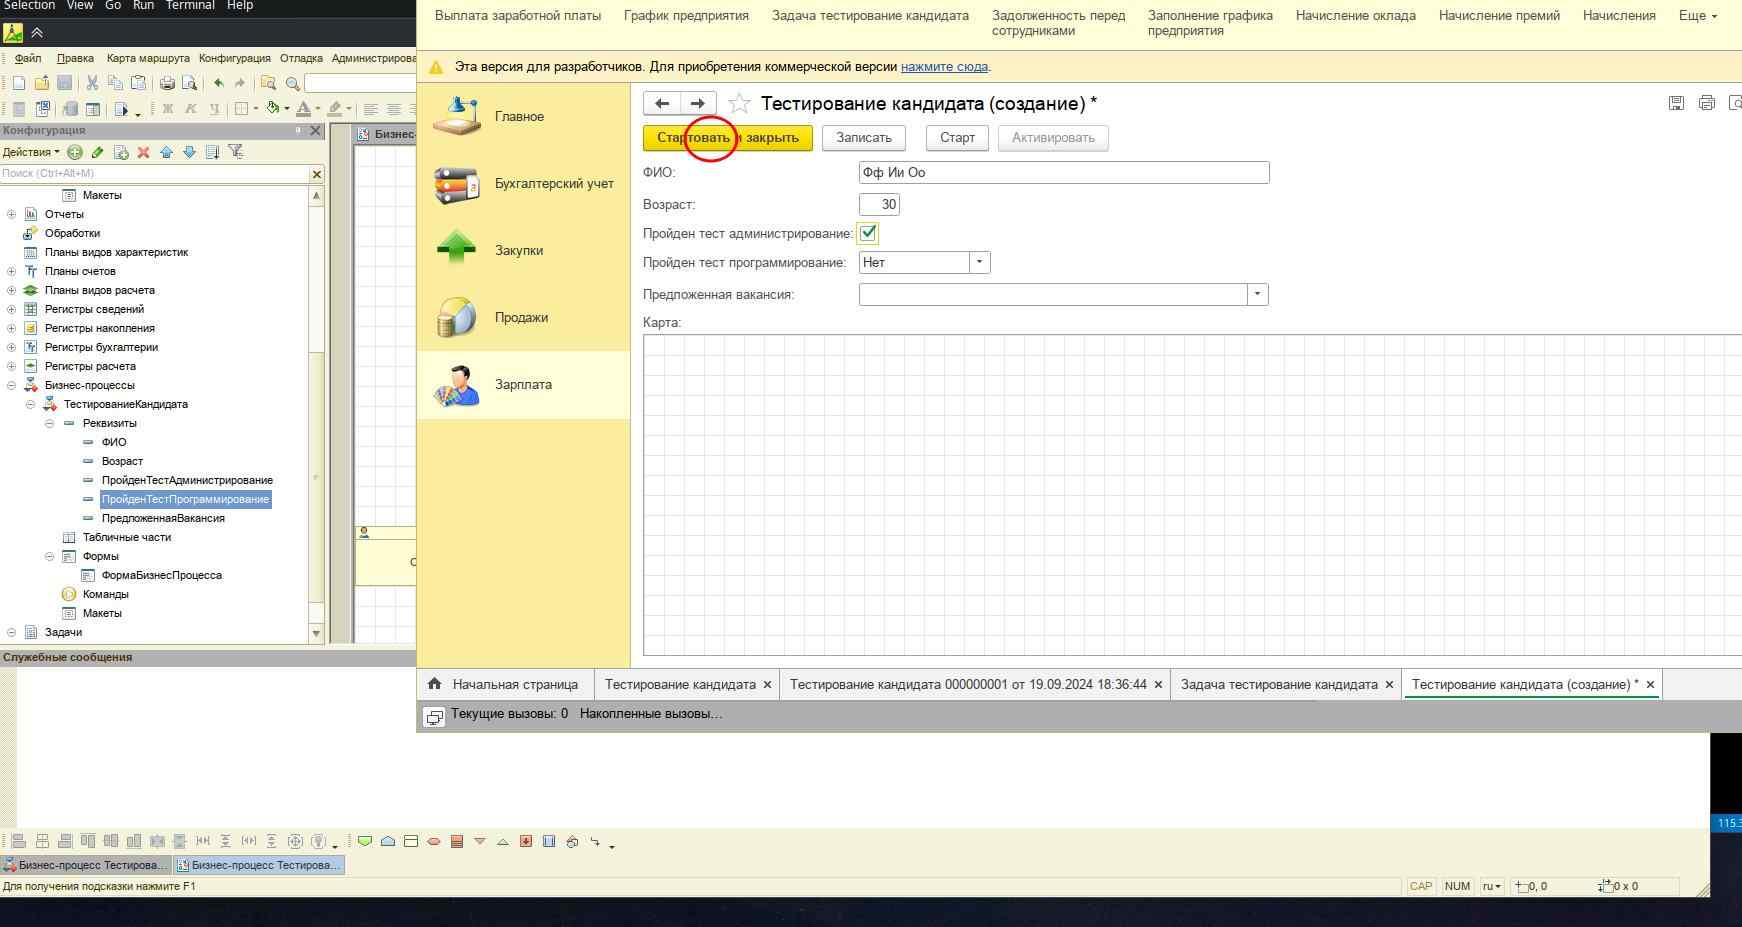 Selection View Go Run Terminal Help
Файл Правка Карта маршрута Конфигурация Отладка
Конфигурация
Действия
Поиск (Ctrl+Alt+M)
Макеты
Отчеты
Обработки
Планы видов характеристик
Планы счетов
Планы видов расчета
Регистры сведений
Регистры накопления
Регистры бухгалтерии
Регистры расчета
Бизнес-процессы
ТестированиеКандидата
Реквизиты
ФИО
Возраст
ПройденТестАдминистрирование
ПройденТестПрограммирование
ПредложеннаяВакансия
Табличные части
Формы
ФормаБизнесПроцесса
Команды
Макеты
Задачи
Служебные сообщения
Выплата заработной платы График предприятия Задача тестирование кандидата Задолженность перед сотрудниками Заполнение графика предприятия Начисление оклада Начисление премий Начисления Еще
Эта версия для разработчиков. Для приобретения коммерческой версии нажмите сюда.
Главное
Бухгалтерский учет
Закупки
Продажи
Зарплата
Тестирование кандидата (создание) *
Стартовать и закрыть Записать Старт Активировать
ФИО: Фф Ии Оо
Возраст: 30
Пройден тест администрирование:
Пройден тест программирование: Нет
Предложенная вакансия:
Карта:
Начальная страница Тестирование кандидата × Тестирование кандидата 000000001 от 19.09.2024 18:36:44 × Задача тестирование кандидата × Тестирование кандидата (создание) * ×
Текущие вызовы: 0 Накопленные вызовы...
Бизнес-процесс Тестирова... Бизнес-процесс Тестирова...
Для получения подсказки нажмите F1
CAP NUM ru 0, 0 0 x 0